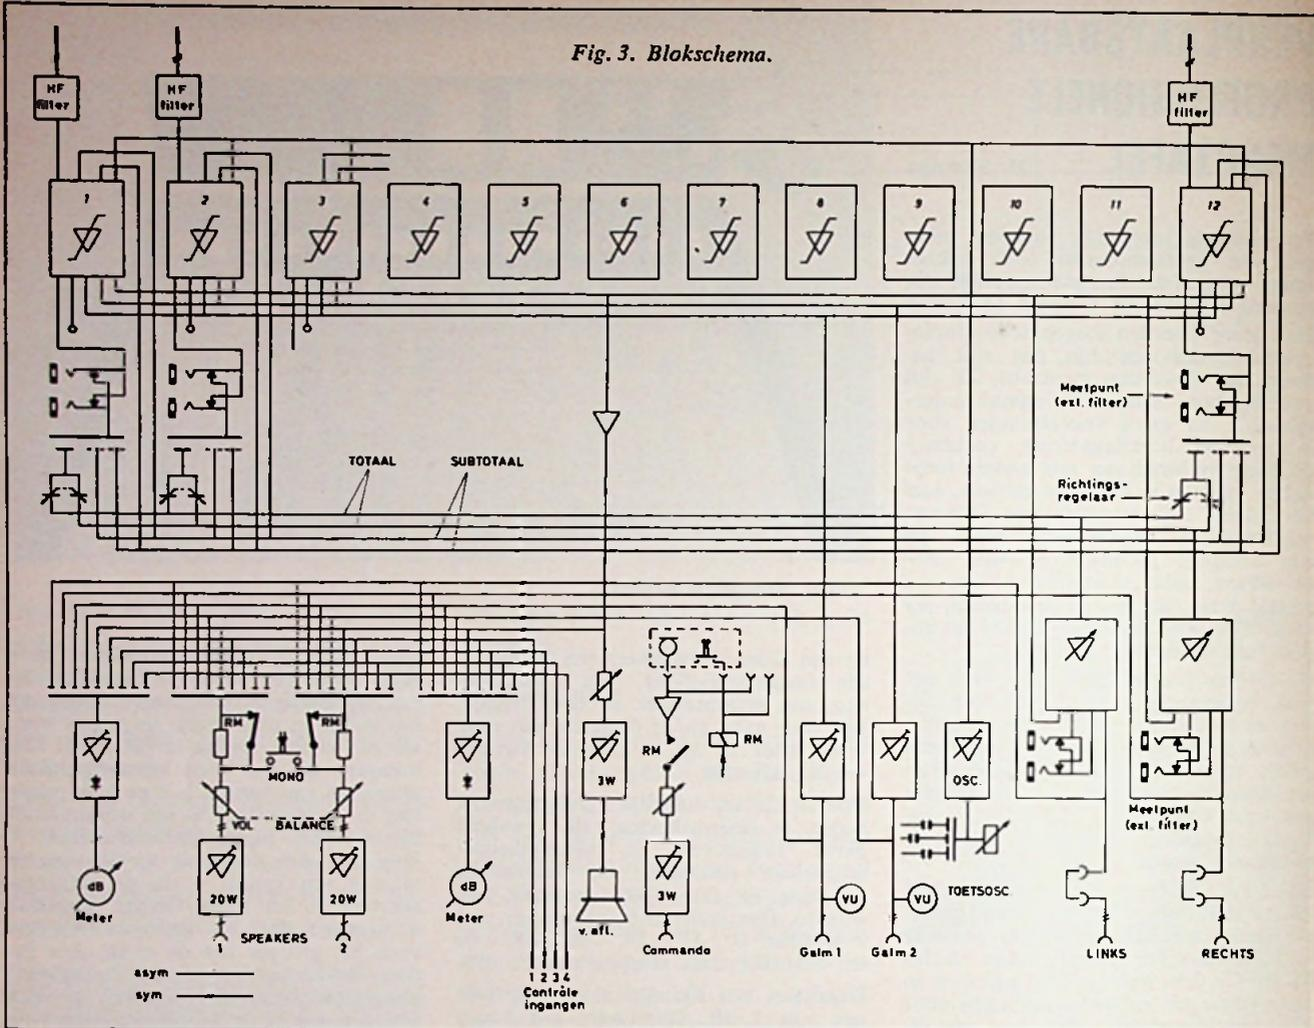 Fig. 3. Blokschema.
HF
filter
HF
filter
HF
filter
1
2
3
4
5
6
7
8
9
10
11
12
Meetpunt
(ext. filter)
TOTAAL
SUBTOTAAL
Richtings-
regelaar
RM
RM
MONO
VOL
BALANCE
3W
RM
RM
OSC.
Meetpunt
(ext. filter)
dB
Meter
20W
20W
dB
Meter
3W
VU
VU
TOETSOSC.
v. afl.
SPEAKERS
1
2
Commando
Galm 1
Galm 2
LINKS
RECHTS
asym
sym
1 2 3 4
Contrôle
ingangen